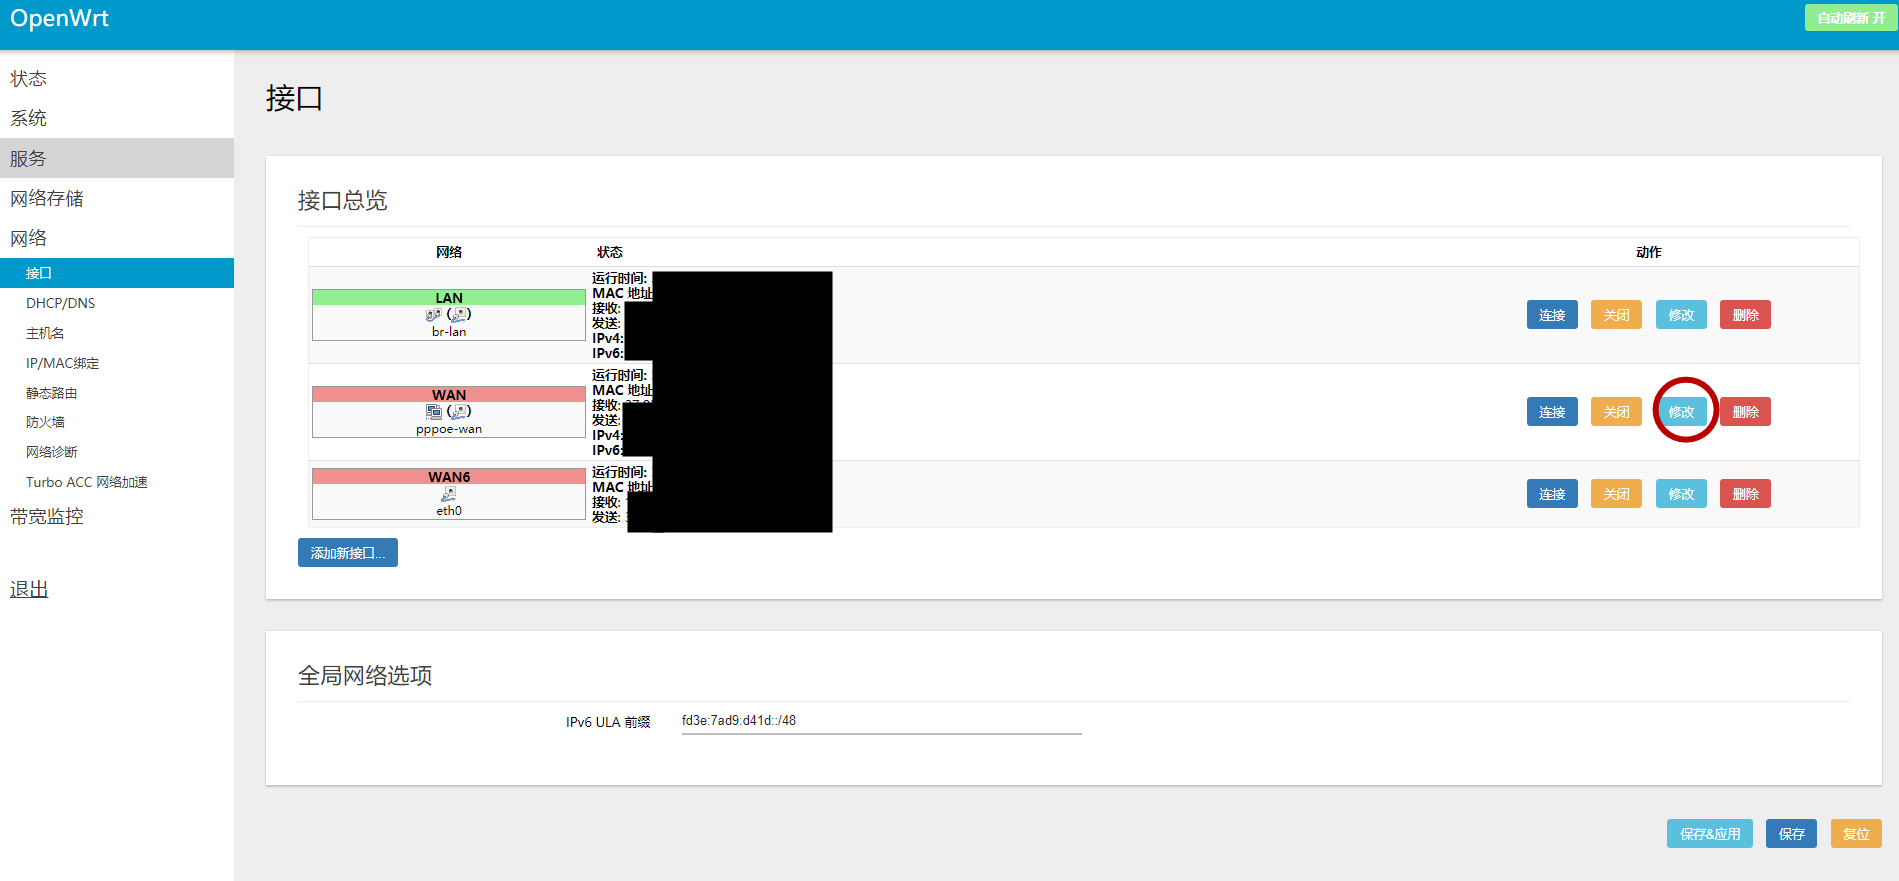 OpenWrt
自动刷新 开
状态
系统
服务
网络存储
网络
接口
DHCP/DNS
主机名
IP/MAC绑定
静态路由
防火墙
网络诊断
Turbo ACC 网络加速
带宽监控
退出
接口
接口总览
网络 状态 动作
LAN
br-lan
运行时间:
MAC 地址
接收:
发送:
IPv4:
IPv6:
连接 关闭 修改 删除
WAN
pppoe-wan
运行时间:
MAC 地址
接收:
发送:
IPv4:
IPv6:
连接 关闭 修改 删除
WAN6
eth0
运行时间:
MAC 地址
接收:
发送:
连接 关闭 修改 删除
添加新接口...
全局网络选项
IPv6 ULA 前缀 fd3e:7ad9:d41d::/48
保存&应用 保存 复位